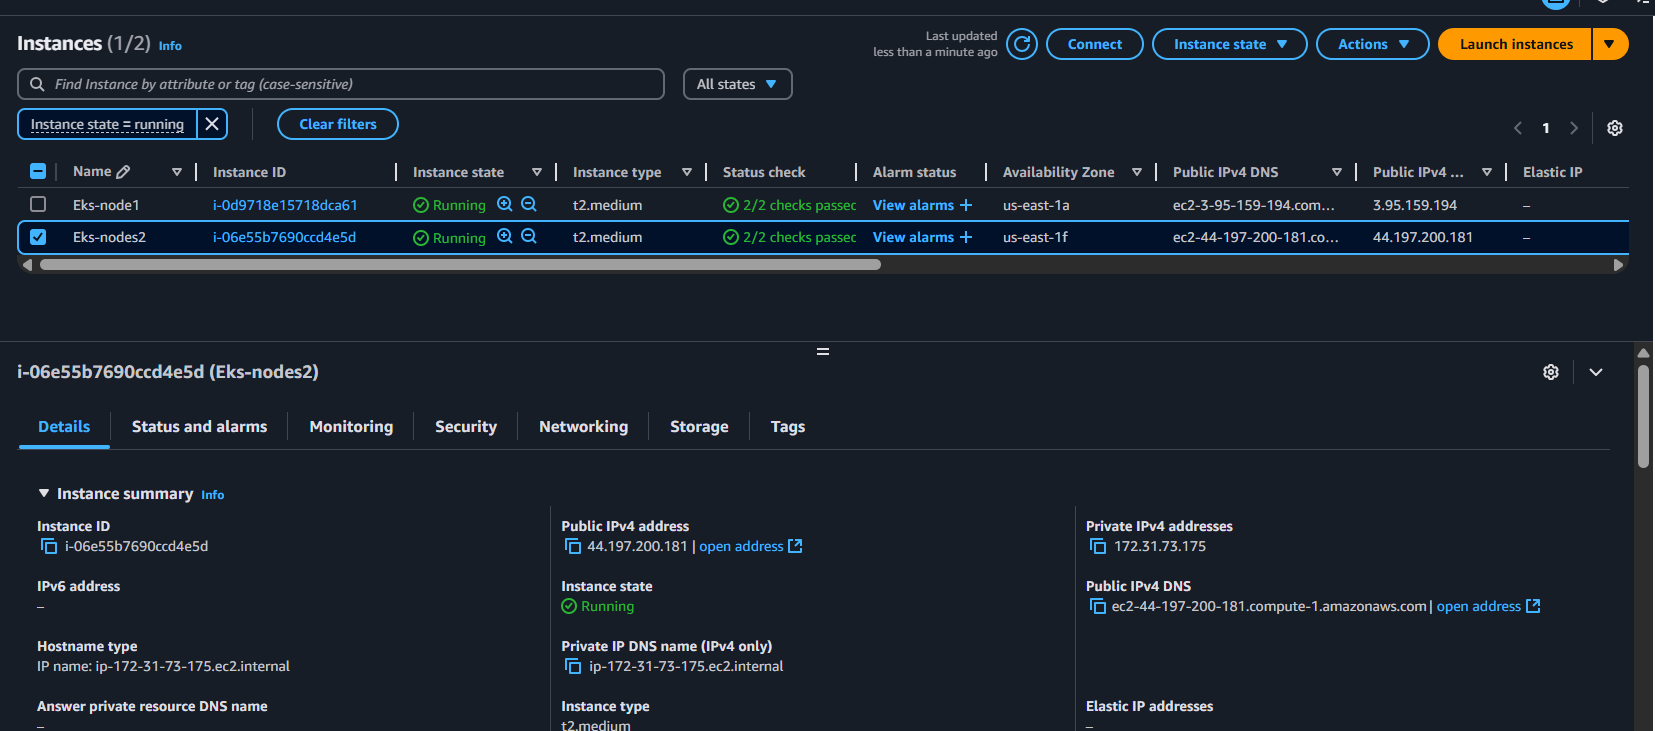 Instances (1/2) Info
Last updated
less than a minute ago
Connect
Instance state
Actions
Launch instances
Find Instance by attribute or tag (case-sensitive)
All states
Instance state = running
Clear filters
1
Name Instance ID Instance state Instance type Status check Alarm status Availability Zone Public IPv4 DNS Public IPv4 ... Elastic IP
Eks-node1 i-0d9718e15718dca61 Running t2.medium 2/2 checks passec View alarms + us-east-1a ec2-3-95-159-194.com... 3.95.159.194 –
Eks-nodes2 i-06e55b7690ccd4e5d Running t2.medium 2/2 checks passec View alarms + us-east-1f ec2-44-197-200-181.co... 44.197.200.181 –
i-06e55b7690ccd4e5d (Eks-nodes2)
Details Status and alarms Monitoring Security Networking Storage Tags
Instance summary Info
Instance ID
i-06e55b7690ccd4e5d
Public IPv4 address
44.197.200.181 | open address
Private IPv4 addresses
172.31.73.175
IPv6 address
–
Instance state
Running
Public IPv4 DNS
ec2-44-197-200-181.compute-1.amazonaws.com | open address
Hostname type
IP name: ip-172-31-73-175.ec2.internal
Private IP DNS name (IPv4 only)
ip-172-31-73-175.ec2.internal
Answer private resource DNS name
–
Instance type
t2.medium
Elastic IP addresses
–